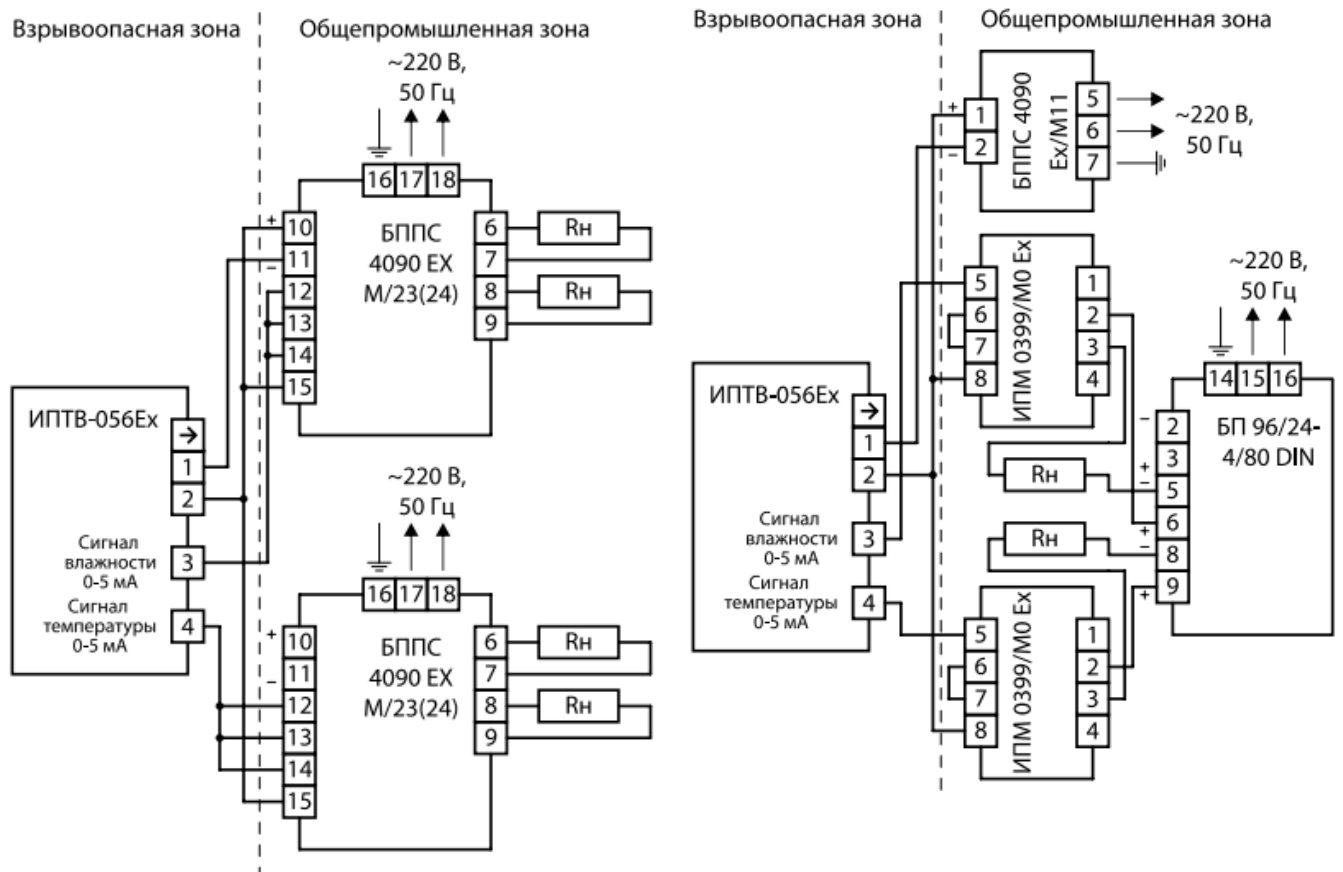 Взрывоопасная зона
Общепромышленная зона
~220 В,
50 Гц
16 17 18
+
10
11
–
12
13
14
15
БППС
4090 EX
М/23(24)
6
7
8
9
Rн
Rн
ИПТВ-056Ех
→
1
2
Сигнал
влажности
0-5 мА
3
Сигнал
температуры
0-5 мА
4
~220 В,
50 Гц
16 17 18
+
10
11
–
12
13
14
15
БППС
4090 EX
М/23(24)
6
7
8
9
Rн
Rн
Взрывоопасная зона
Общепромышленная зона
+
1
2
–
БППС 4090
Ех/М11
5
6
7
~220 В,
50 Гц
5
6
7
8
ИПМ 0399/М0 Ех
1
2
3
4
~220 В,
50 Гц
14 15 16
ИПТВ-056Ех
→
1
2
Сигнал
влажности
0-5 мА
3
Сигнал
температуры
0-5 мА
4
Rн
Rн
–
2
3
+
–
5
6
+
–
8
9
+
БП 96/24-
4/80 DIN
5
6
7
8
ИПМ 0399/М0 Ех
1
2
3
4